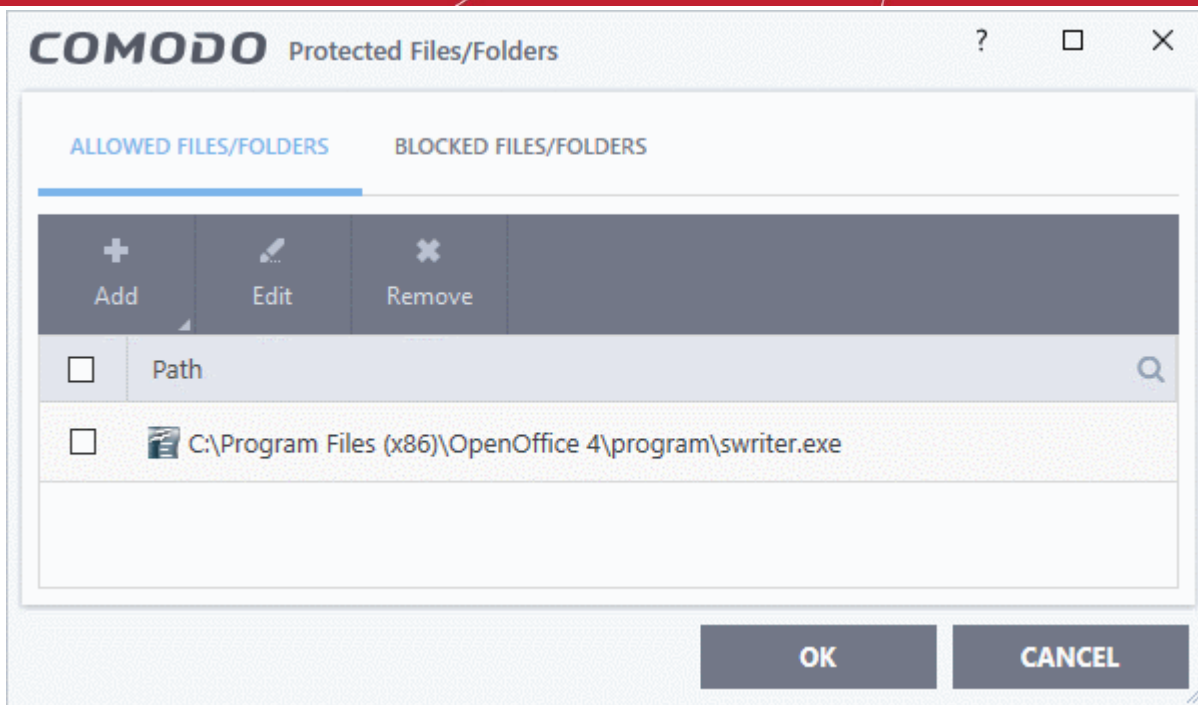 COMODO Protected Files/Folders ?
ALLOWED FILES/FOLDERS BLOCKED FILES/FOLDERS
Add Edit Remove
Path
C:\Program Files (x86)\OpenOffice 4\program\swriter.exe
OK CANCEL